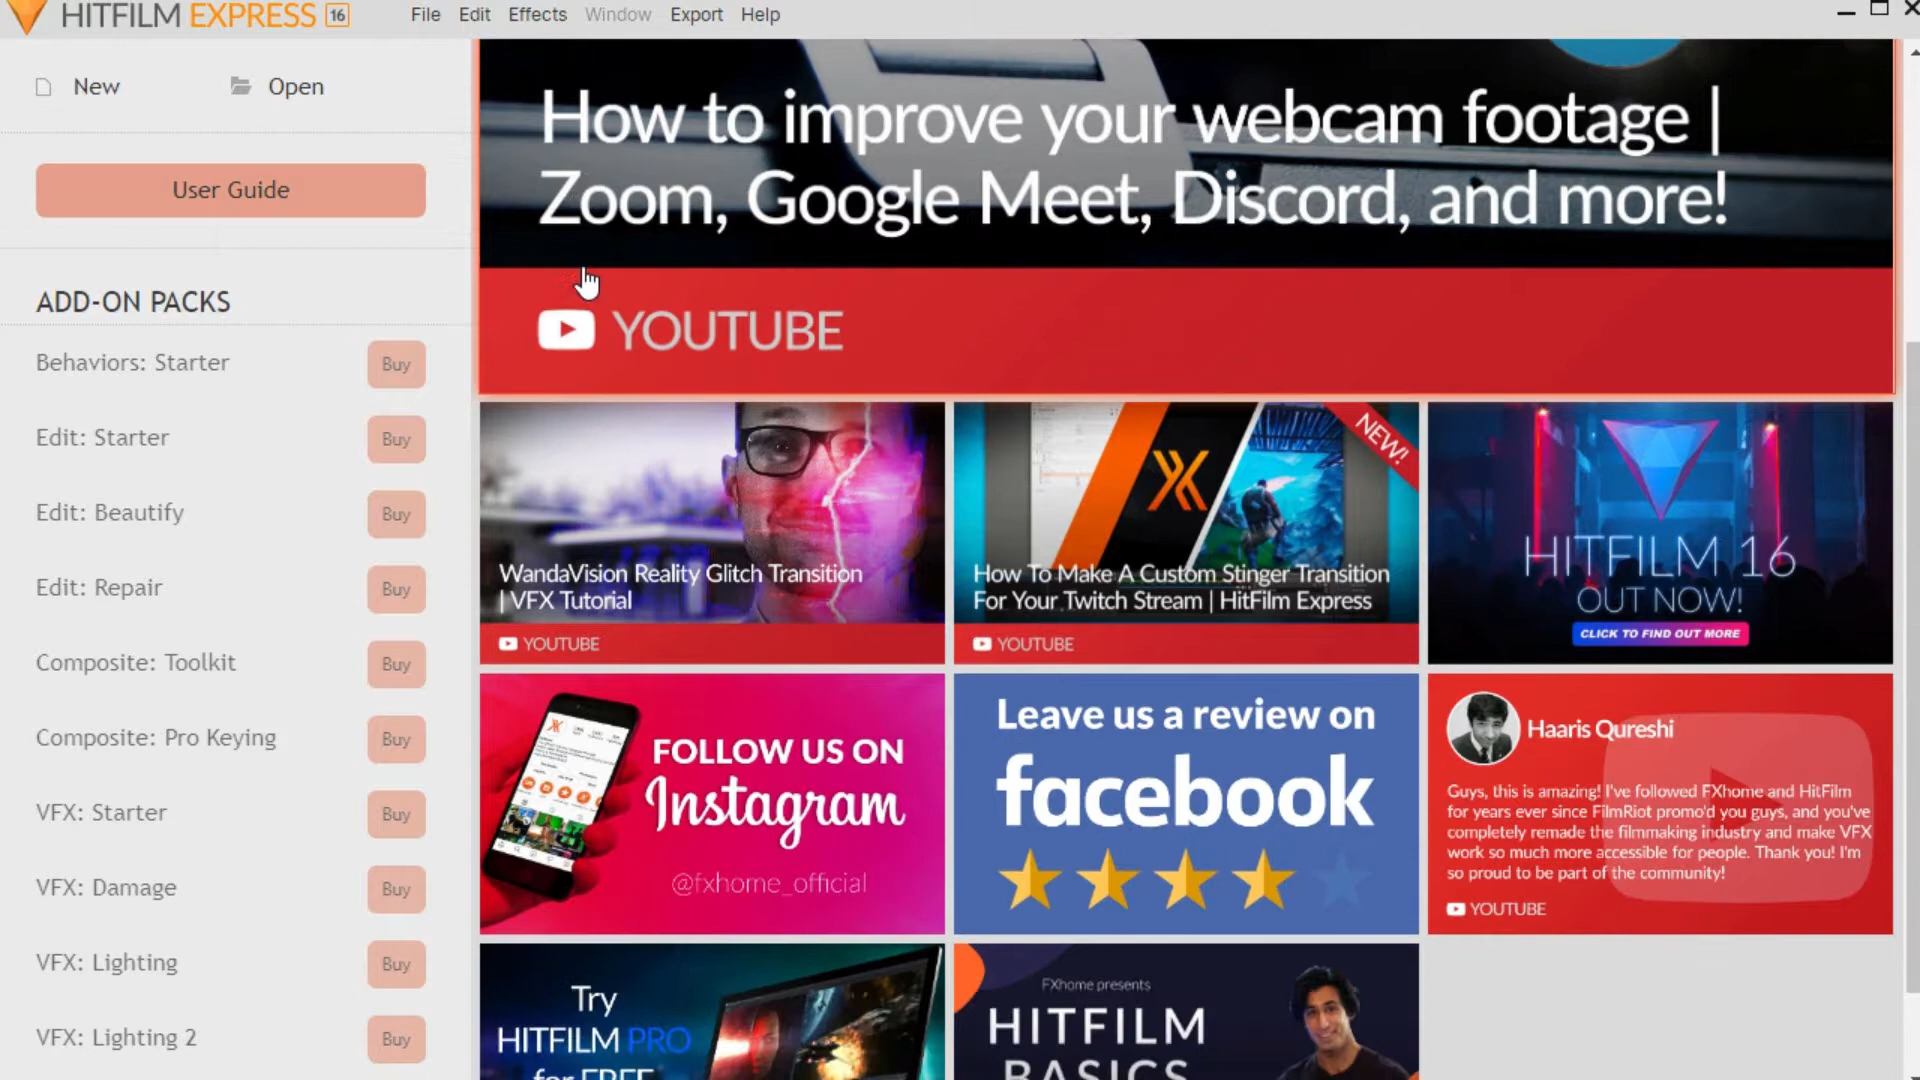 HITFILM EXPRESS 16
File Edit Effects Window Export Help
New Open
User Guide
ADD-ON PACKS
Behaviors: Starter Buy
Edit: Starter Buy
Edit: Beautify Buy
Edit: Repair Buy
Composite: Toolkit Buy
Composite: Pro Keying Buy
VFX: Starter Buy
VFX: Damage Buy
VFX: Lighting Buy
VFX: Lighting 2 Buy
How to improve your webcam footage |
Zoom, Google Meet, Discord, and more!
YOUTUBE
WandaVision Reality Glitch Transition
| VFX Tutorial
YOUTUBE
NEW!
How To Make A Custom Stinger Transition
For Your Twitch Stream | HitFilm Express
YOUTUBE
HITFILM 16
OUT NOW!
CLICK TO FIND OUT MORE
FOLLOW US ON
Instagram
@fxhome_official
Leave us a review on
facebook
Haaris Qureshi
Guys, this is amazing! I've followed FXhome and HitFilm
for years ever since FilmRiot promo'd you guys, and you've
completely remade the filmmaking industry and make VFX
work so much more accessible for people. Thank you! I'm
so proud to be part of the community!
YOUTUBE
Try
HITFILM PRO
for FREE
FXhome presents
HITFILM
BASICS